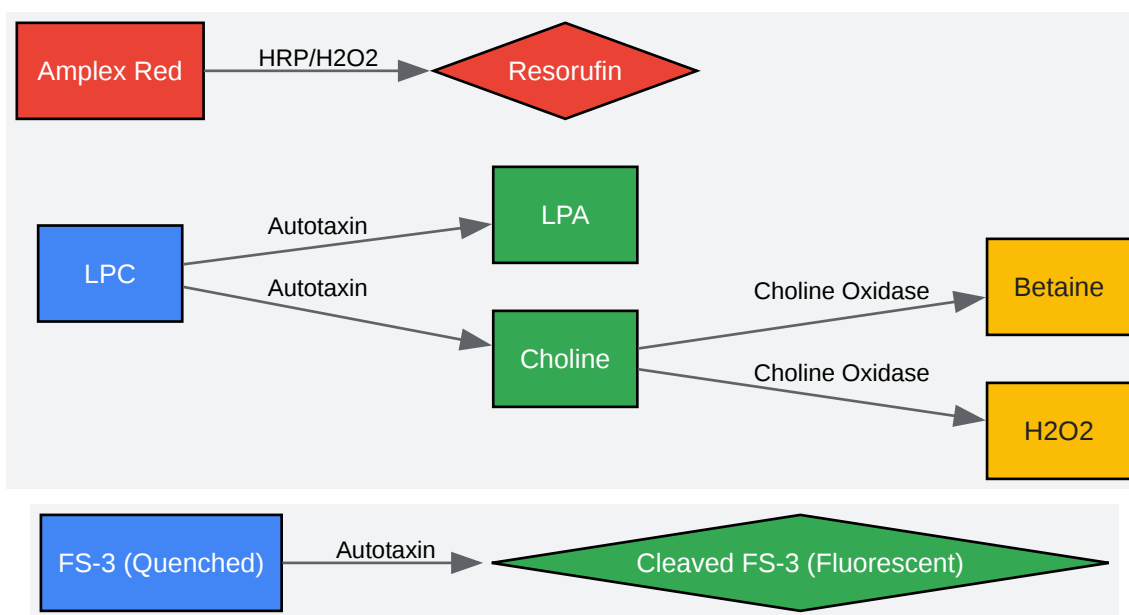 Amplex Red
HRP/H2O2
Resorufin
LPA
Autotaxin
LPC
Autotaxin
Choline
Choline Oxidase
Betaine
Choline Oxidase
H2O2
FS-3 (Quenched)
Autotaxin
Cleaved FS-3 (Fluorescent)